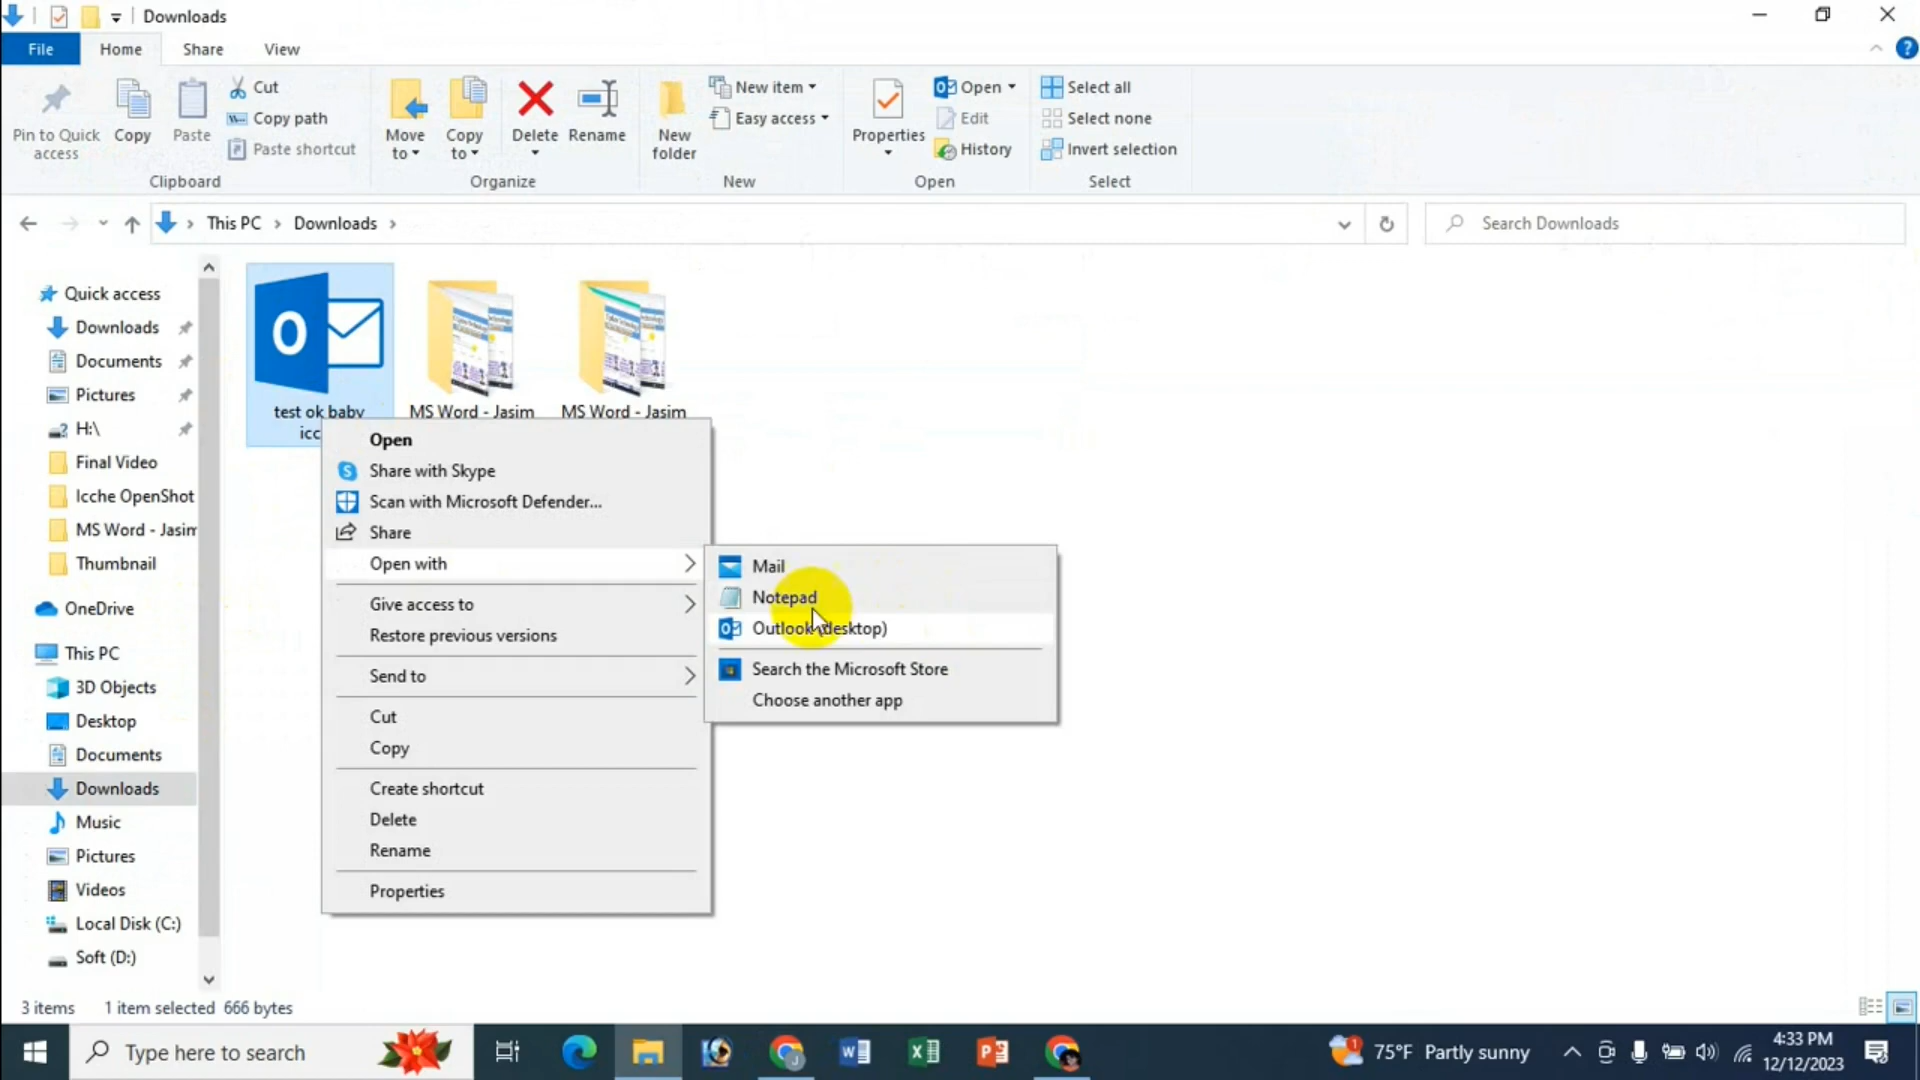 Downloads
File Home Share View
Pin to Quick access
Copy
Paste
Cut
Copy path
Paste shortcut
Clipboard
Move to
Copy to
Delete
Rename
Organize
New folder
New item
Easy access
New
Properties
Open
Edit
History
Open
Select all
Select none
Invert selection
Select
This PC > Downloads >
Search Downloads
Quick access
Downloads
Documents
Pictures
H:\
Final Video
Icche OpenShot
MS Word - Jasim
Thumbnail
OneDrive
This PC
3D Objects
Desktop
Documents
Downloads
Music
Pictures
Videos
Local Disk (C:)
Soft (D:)
test ok baby
icc
MS Word - Jasim
MS Word - Jasim
Open
Share with Skype
Scan with Microsoft Defender...
Share
Open with
Give access to
Restore previous versions
Send to
Cut
Copy
Create shortcut
Delete
Rename
Properties
Mail
Notepad
Outlook (desktop)
Search the Microsoft Store
Choose another app
3 items 1 item selected 666 bytes
Type here to search
75°F Partly sunny
4:33 PM
12/12/2023